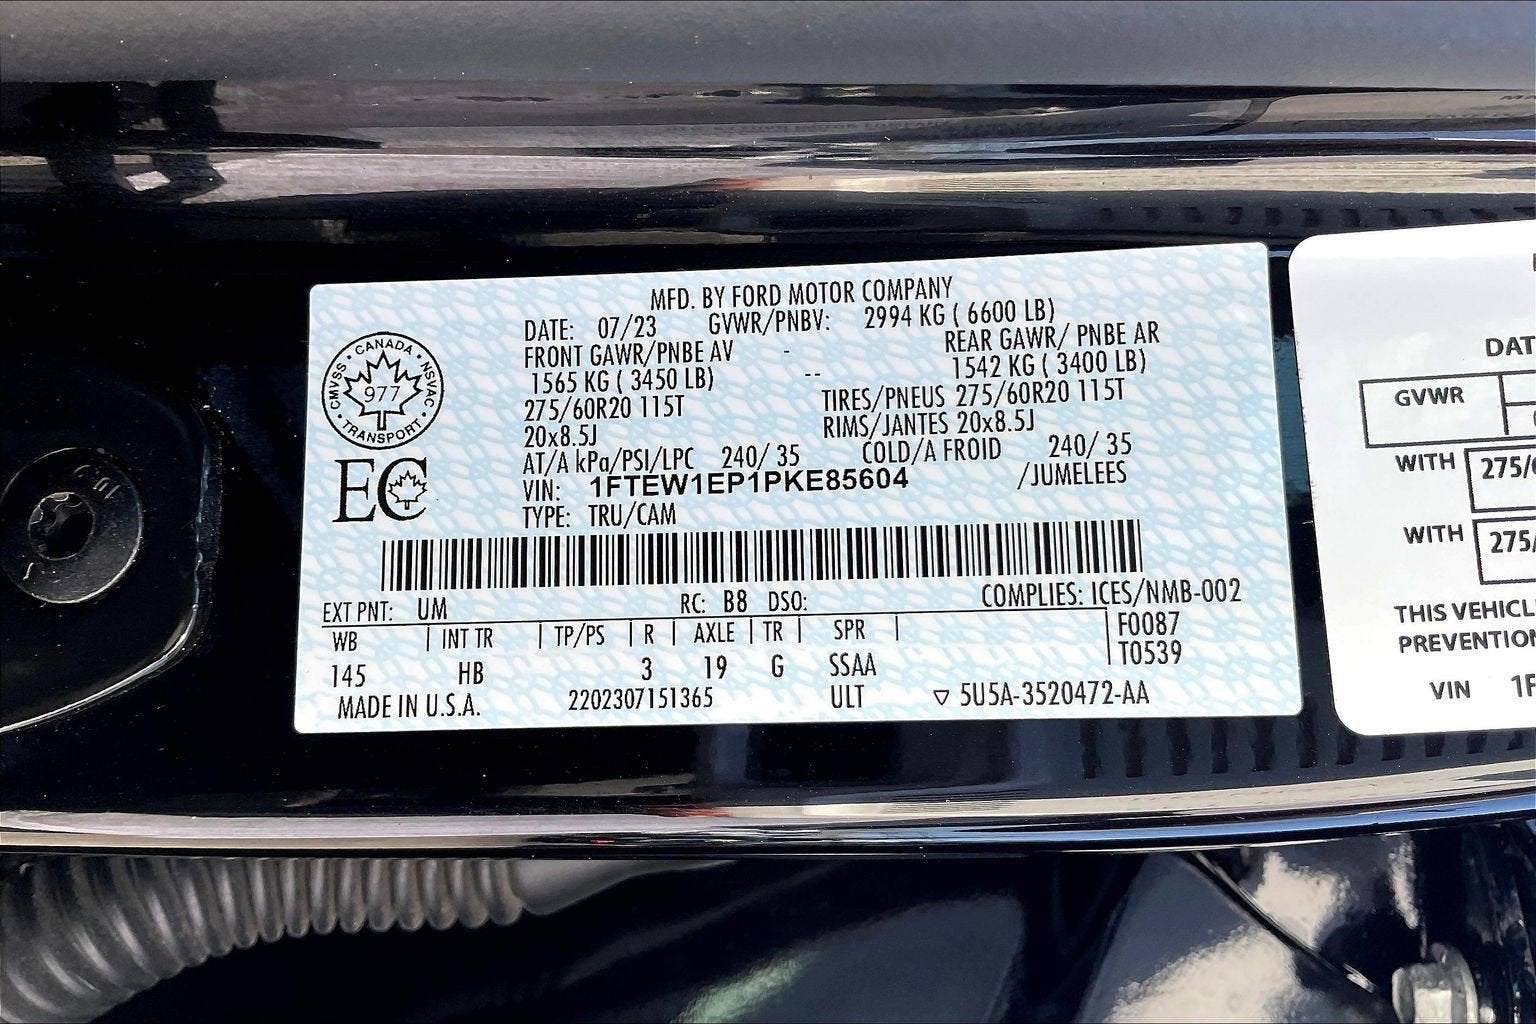 MFD. BY FORD MOTOR COMPANY
DATE: 07/23 GVWR/PNBV: 2994 KG ( 6600 LB)
FRONT GAWR/PNBE AV - REAR GAWR/ PNBE AR
1565 KG ( 3450 LB) -- 1542 KG ( 3400 LB)
275/60R20 115T TIRES/PNEUS 275/60R20 115T
20x8.5J RIMS/JANTES 20x8.5J
AT/A kPa/PSI/LPC 240/ 35 COLD/A FROID 240/ 35
VIN: 1FTEW1EP1PKE85604 /JUMELEES
TYPE: TRU/CAM
CANADA
CMVSS NSVAC
977
TRANSPORT
EC
EXT PNT: UM RC: B8 DSO: COMPLIES: ICES/NMB-002
WB | INT TR | TP/PS | R | AXLE | TR | SPR | F0087
145 HB 3 19 G SSAA T0539
MADE IN U.S.A. 2202307151365 ULT ▽ 5U5A-3520472-AA
DAT
GVWR
WITH 275/6
WITH 275/
THIS VEHICL
PREVENTION
VIN 1F